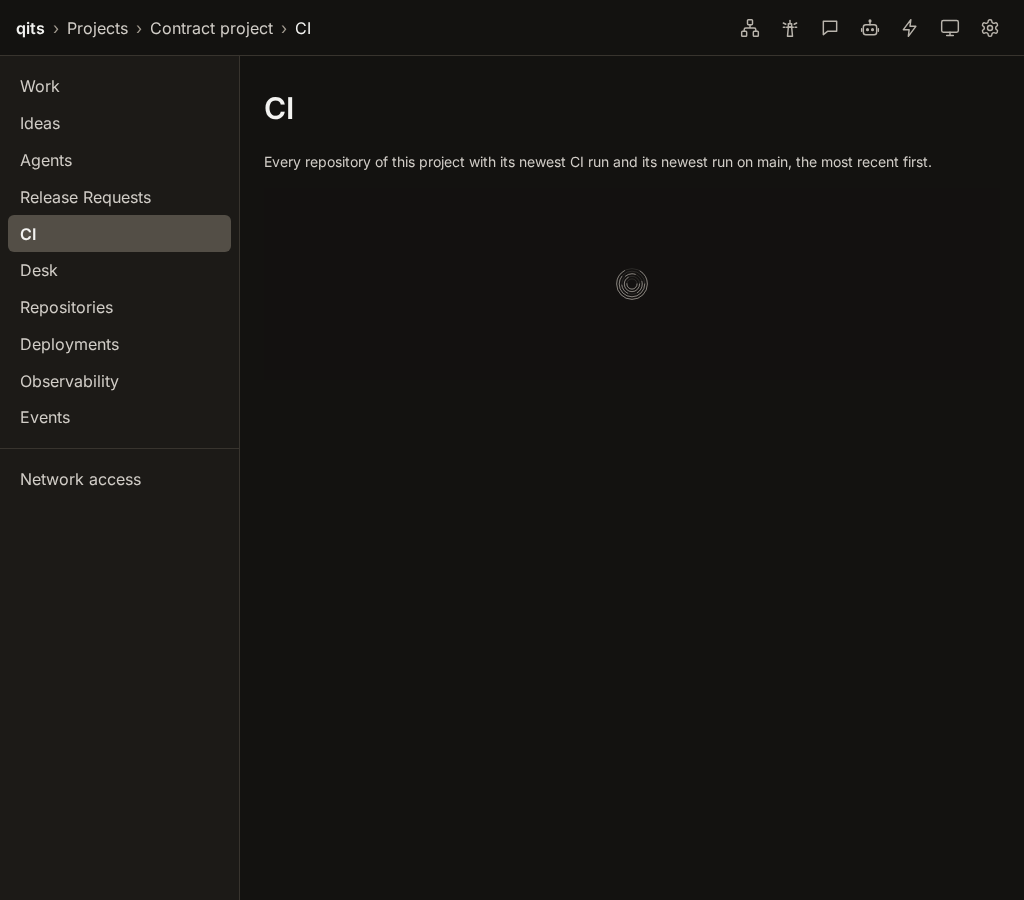 qits › Projects › Contract project › CI
Work
Ideas
Agents
Release Requests
CI
Desk
Repositories
Deployments
Observability
Events
Network access
CI
Every repository of this project with its newest CI run and its newest run on main, the most recent first.